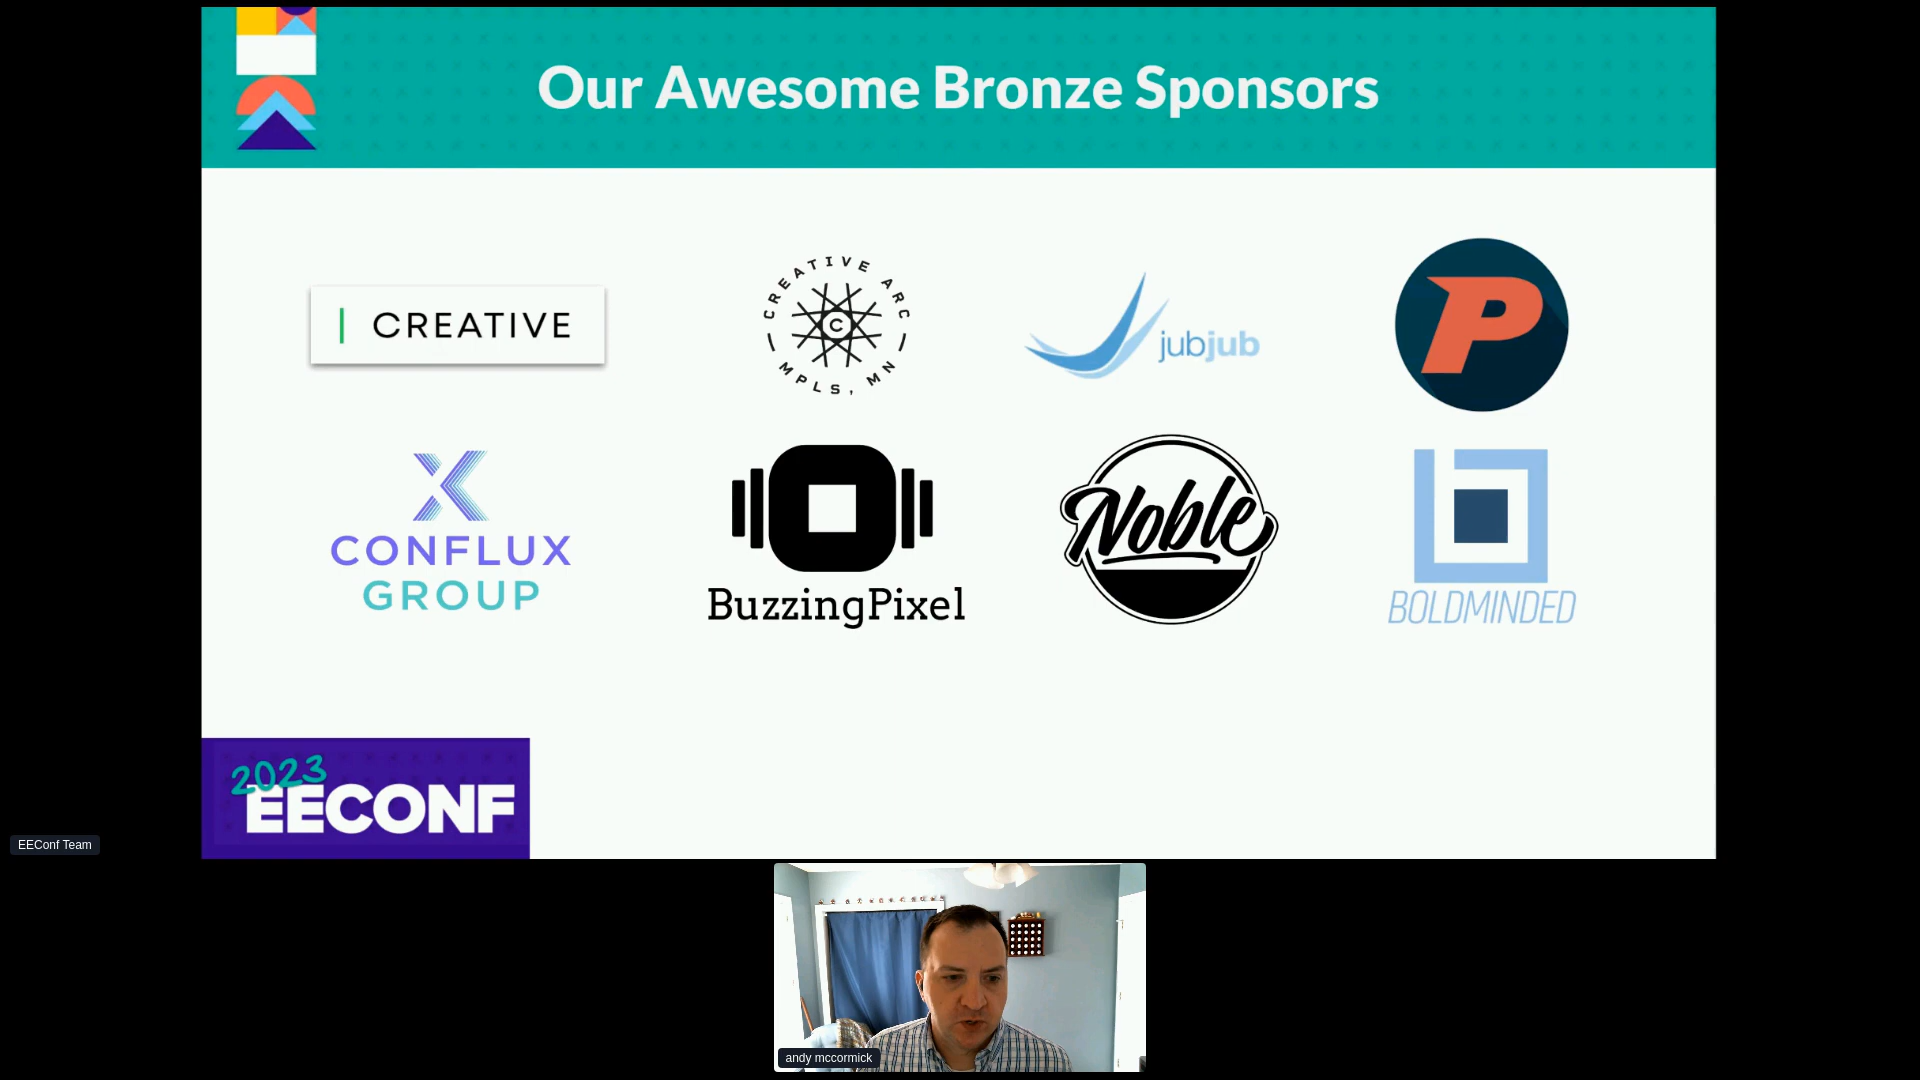 Our Awesome Bronze Sponsors
| CREATIVE
CREATIVE ARC
C
MPLS, MN
jubjub
P
X
CONFLUX
GROUP
BuzzingPixel
Noble
b
BOLDMINDED
2023
EECONF
EEConf Team
andy mccormick